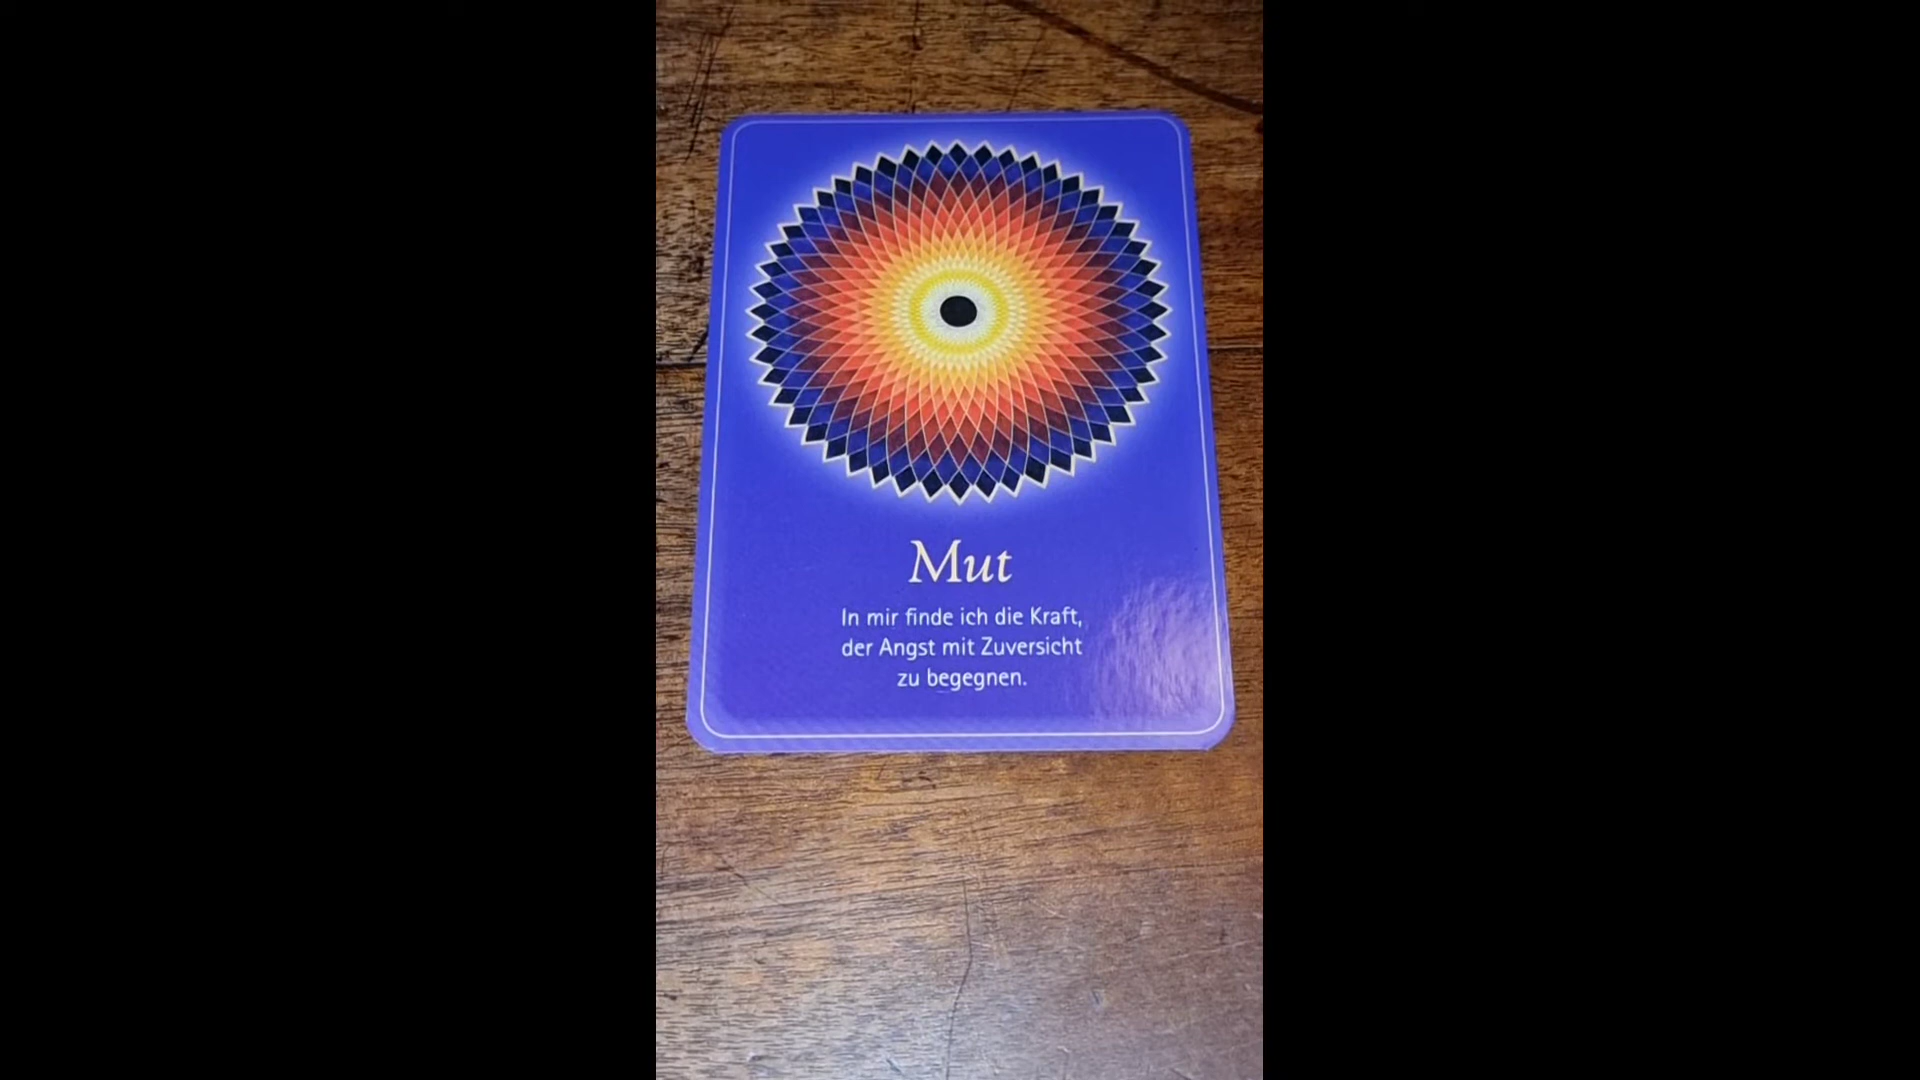 Mut
In mir finde ich die Kraft,
der Angst mit Zuversicht
zu begegnen.